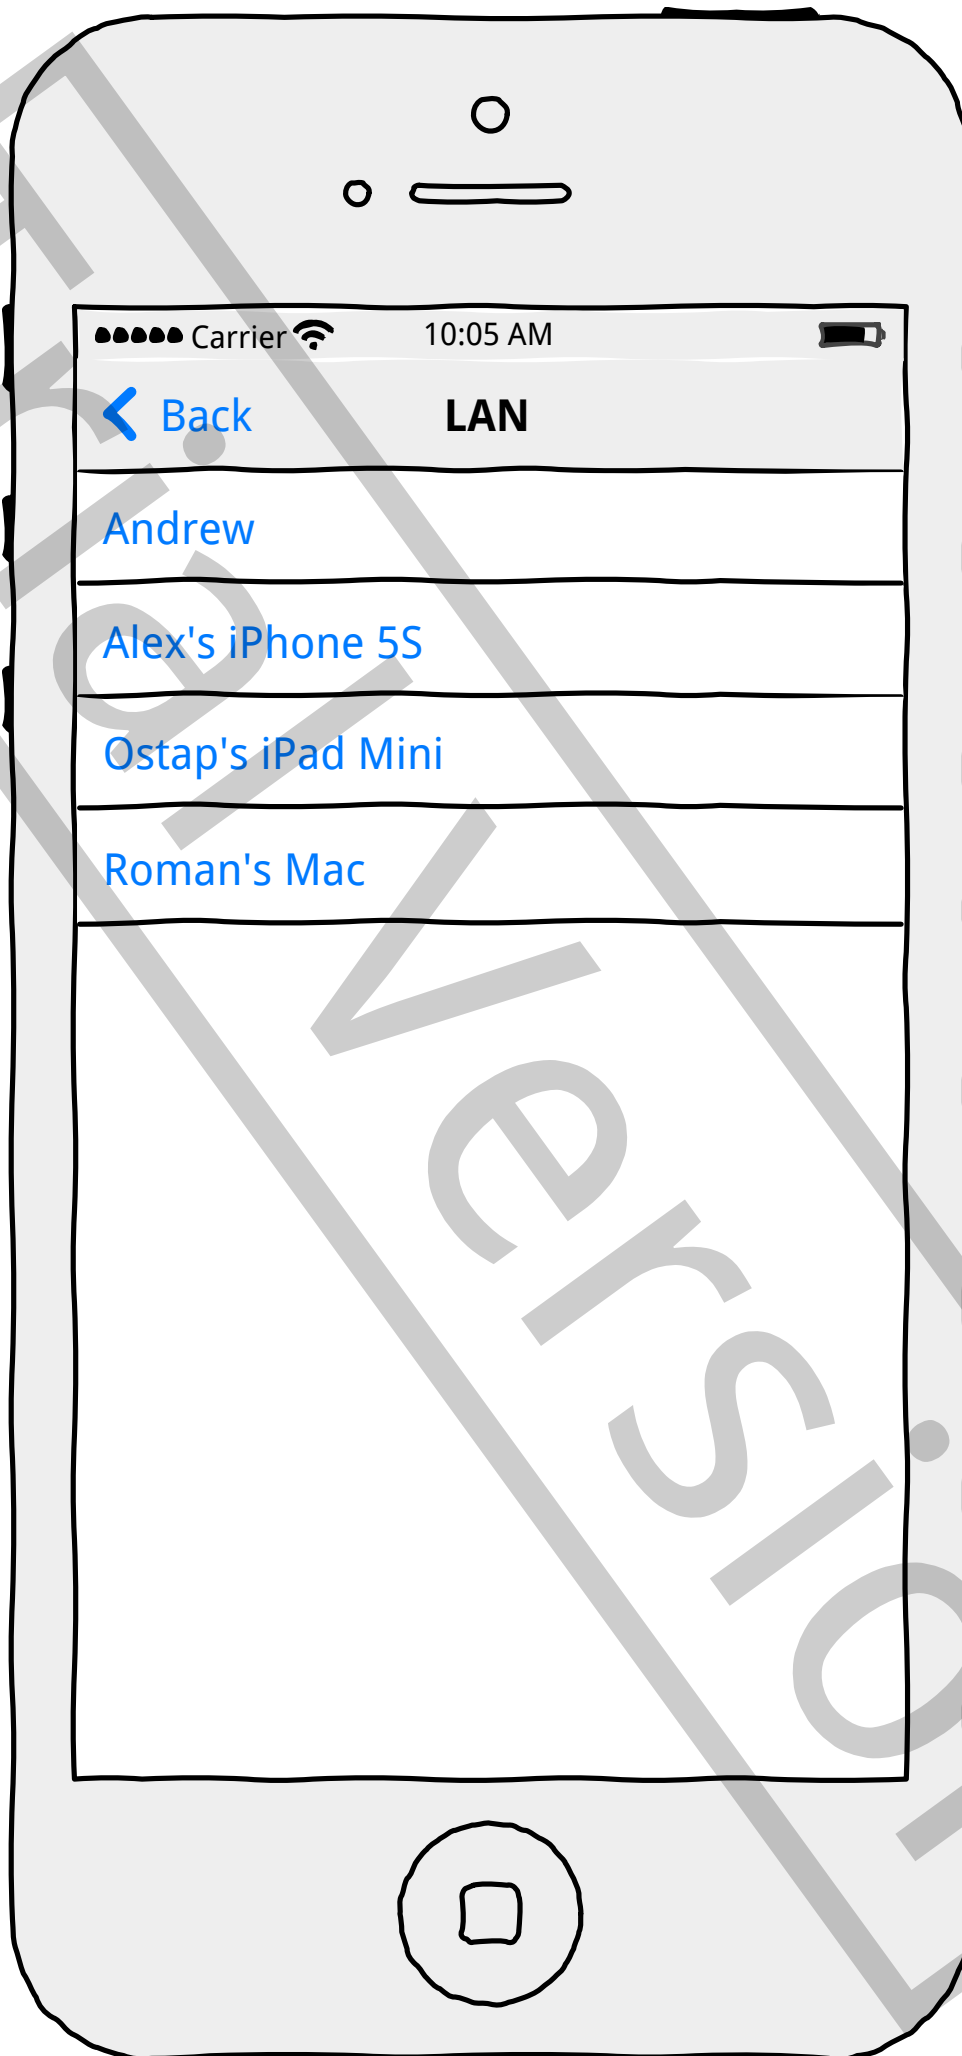 Carrier 10:05 AM
Back LAN
Andrew
Alex's iPhone 5S
Ostap's iPad Mini
Roman's Mac
Trial Version